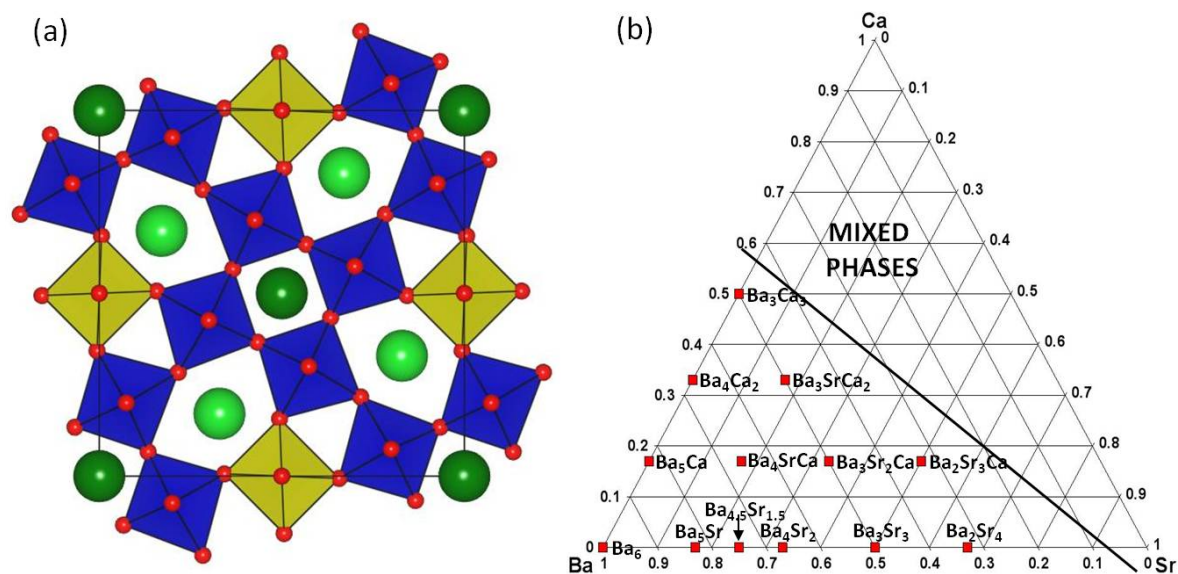 (a)
(b)
Ca
1 0
0.9 0.1
0.8 0.2
0.7 0.3
MIXED
0.6 0.4
PHASES
0.5 Ba₃Ca₃ 0.5
0.4 0.6
Ba₄Ca₂ Ba₃SrCa₂
0.3 0.7
0.2 0.8
Ba₅Ca Ba₄SrCa Ba₃Sr₂Ca Ba₂Sr₃Ca
0.1 0.9
Ba₄.₅Sr₁.₅
Ba₅Sr Ba₄Sr₂ Ba₃Sr₃ Ba₂Sr₄
0 Ba₆ 1
Ba 1 0.9 0.8 0.7 0.6 0.5 0.4 0.3 0.2 0.1 0 Sr